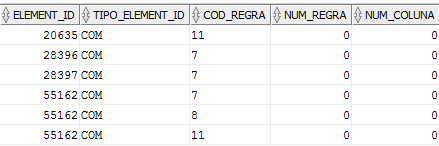 ELEMENT_ID TIPO_ELEMENT_ID COD_REGRA NUM_REGRA NUM_COLUNA
20635 COM 11 0 0
28396 COM 7 0 0
28397 COM 7 0 0
55162 COM 7 0 0
55162 COM 8 0 0
55162 COM 11 0 0